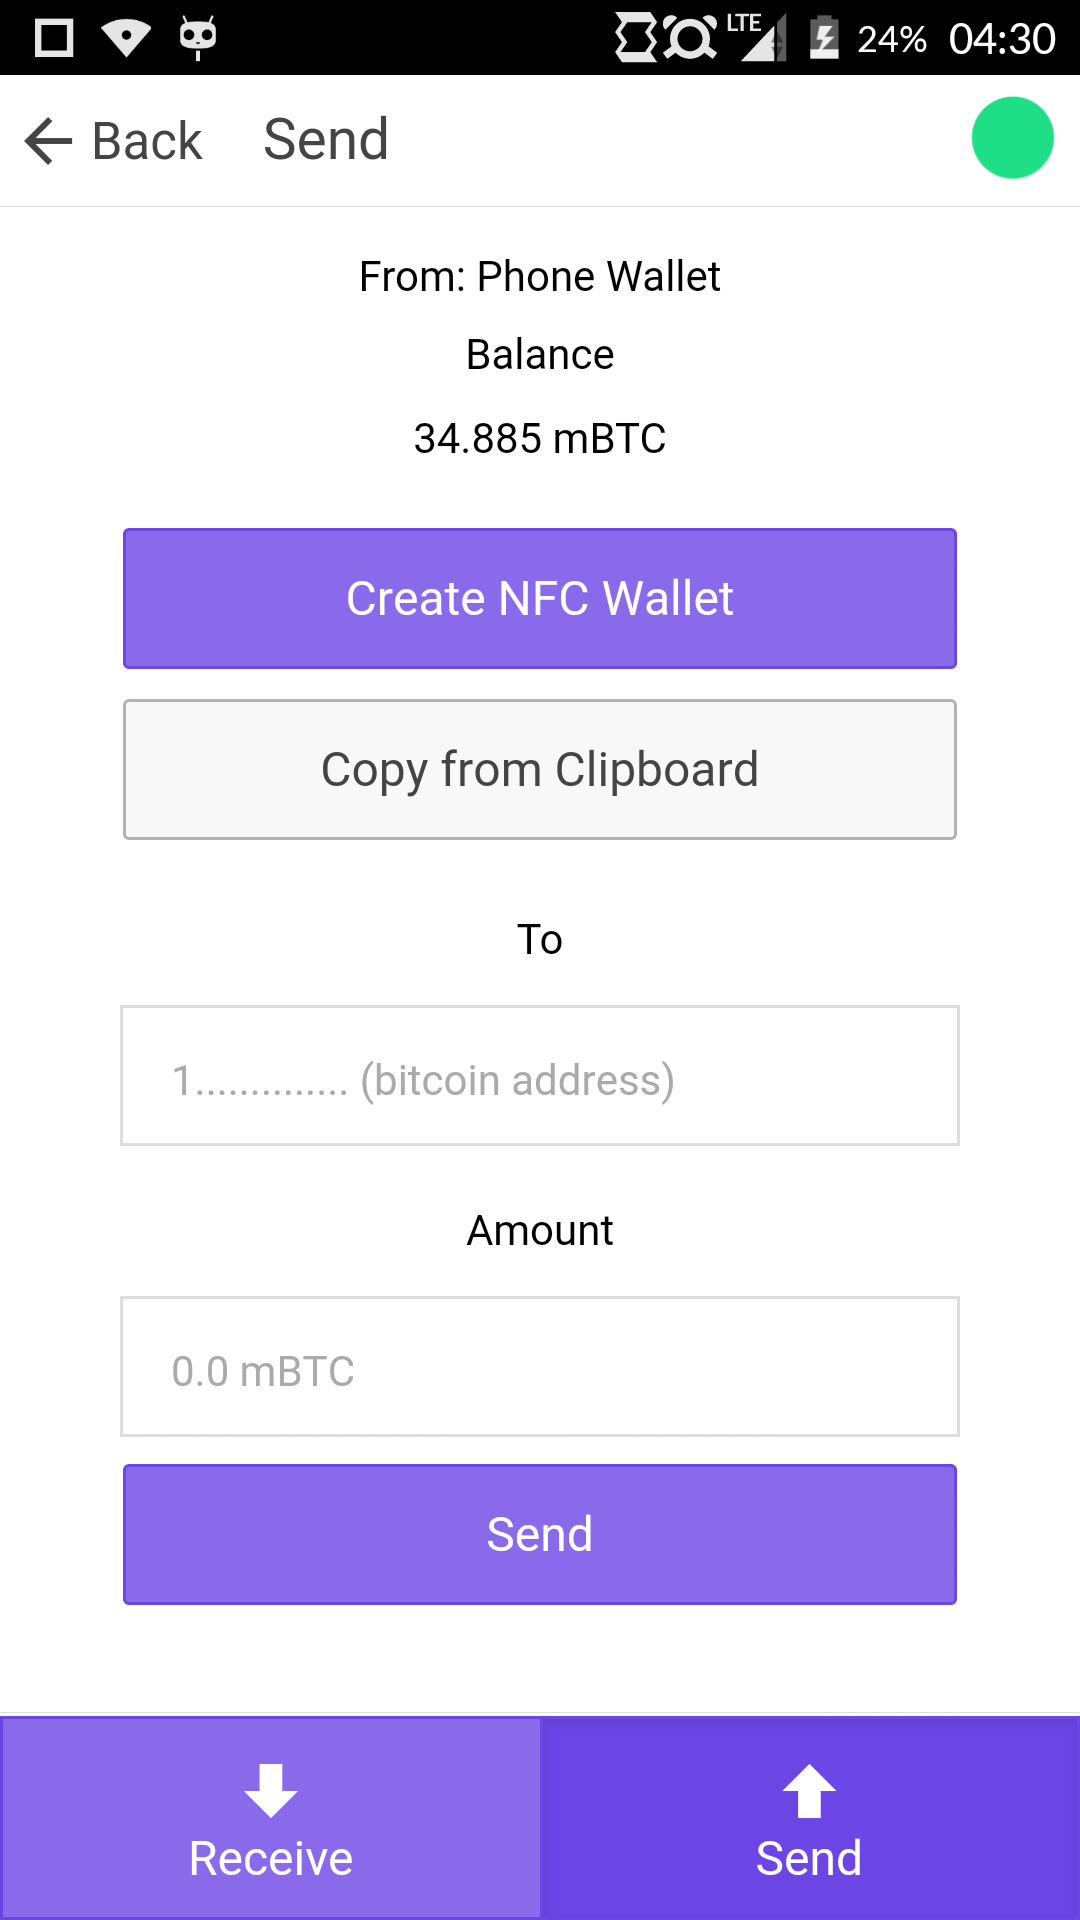 LTE 24% 04:30
Back Send
From: Phone Wallet
Balance
34.885 mBTC
Create NFC Wallet
Copy from Clipboard
To
1.............. (bitcoin address)
Amount
0.0 mBTC
Send
Receive Send